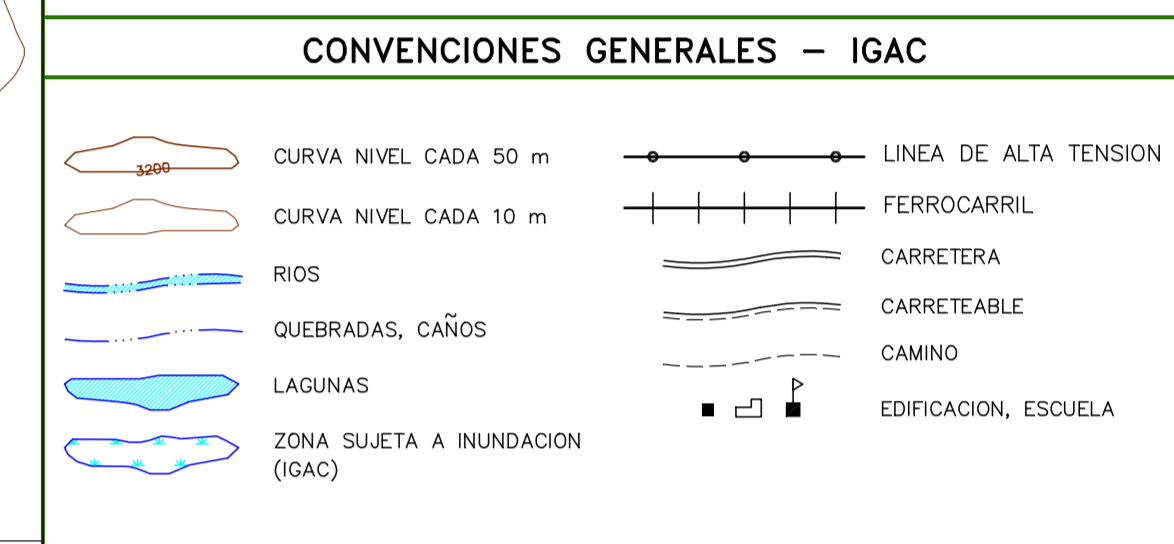 CONVENCIONES GENERALES – IGAC
3200
CURVA NIVEL CADA 50 m
CURVA NIVEL CADA 10 m
RIOS
QUEBRADAS, CAÑOS
LAGUNAS
ZONA SUJETA A INUNDACION
(IGAC)
LINEA DE ALTA TENSION
FERROCARRIL
CARRETERA
CARRETEABLE
CAMINO
EDIFICACION, ESCUELA